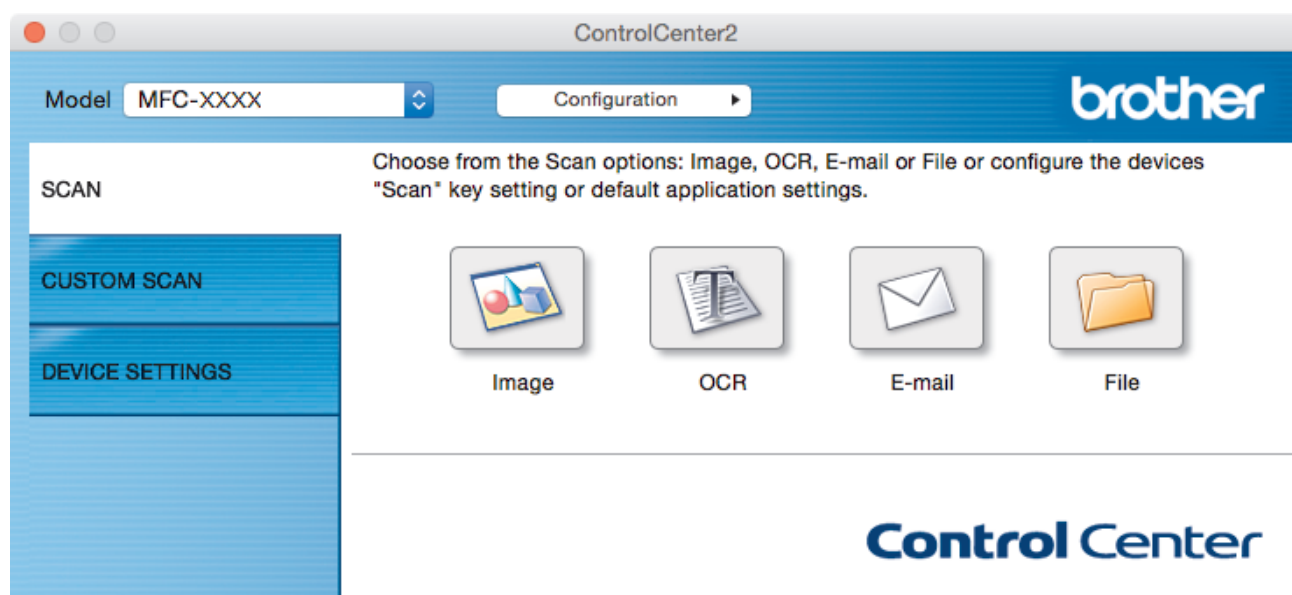 ControlCenter2
Model MFC-XXXX Configuration brother
SCAN
Choose from the Scan options: Image, OCR, E-mail or File or configure the devices
"Scan" key setting or default application settings.
CUSTOM SCAN
DEVICE SETTINGS
T
Image OCR E-mail File
Control Center